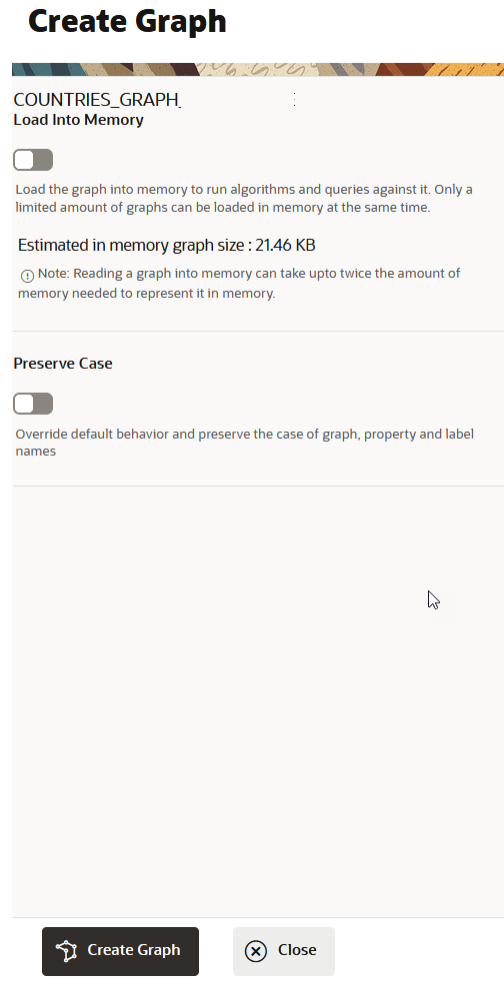 Create Graph
COUNTRIES_GRAPH_
Load Into Memory
Load the graph into memory to run algorithms and queries against it. Only a
limited amount of graphs can be loaded in memory at the same time.
Estimated in memory graph size : 21.46 KB
Note: Reading a graph into memory can take upto twice the amount of
memory needed to represent it in memory.
Preserve Case
Override default behavior and preserve the case of graph, property and label
names
Create Graph
Close